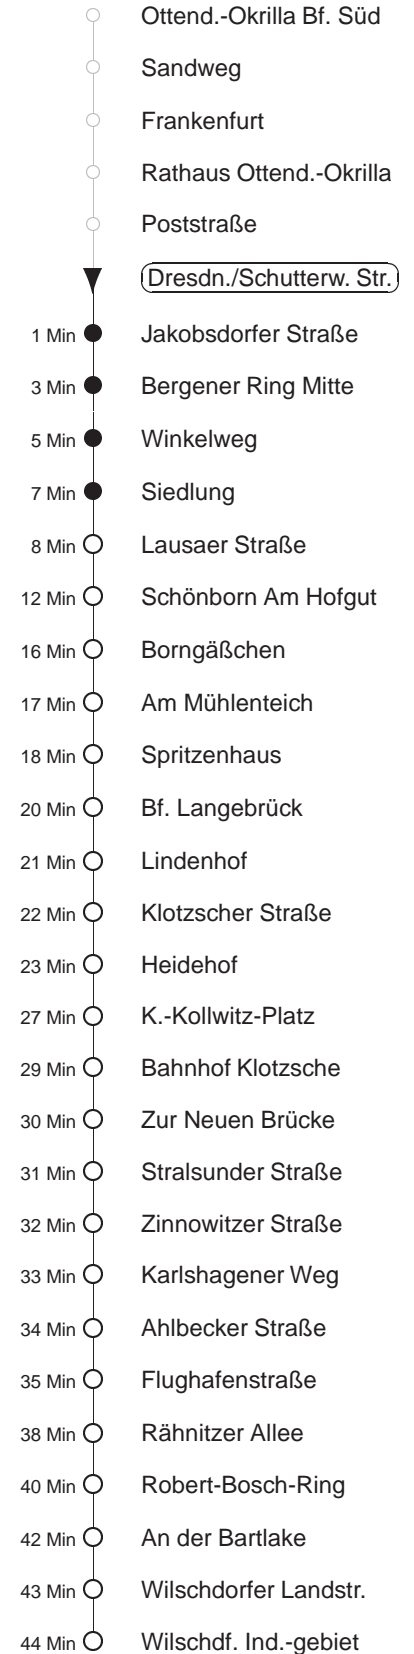 Ottend.-Okrilla Bf. Süd
Sandweg
Frankenfurt
Rathaus Ottend.-Okrilla
Poststraße
Dresdn./Schutterw. Str.
1 Min Jakobsdorfer Straße
3 Min Bergener Ring Mitte
5 Min Winkelweg
7 Min Siedlung
8 Min Lausaer Straße
12 Min Schönborn Am Hofgut
16 Min Borngäßchen
17 Min Am Mühlenteich
18 Min Spritzenhaus
20 Min Bf. Langebrück
21 Min Lindenhof
22 Min Klotzscher Straße
23 Min Heidehof
27 Min K.-Kollwitz-Platz
29 Min Bahnhof Klotzsche
30 Min Zur Neuen Brücke
31 Min Stralsunder Straße
32 Min Zinnowitzer Straße
33 Min Karlshagener Weg
34 Min Ahlbecker Straße
35 Min Flughafenstraße
38 Min Rähnitzer Allee
40 Min Robert-Bosch-Ring
42 Min An der Bartlake
43 Min Wilschdorfer Landstr.
44 Min Wilschdf. Ind.-gebiet